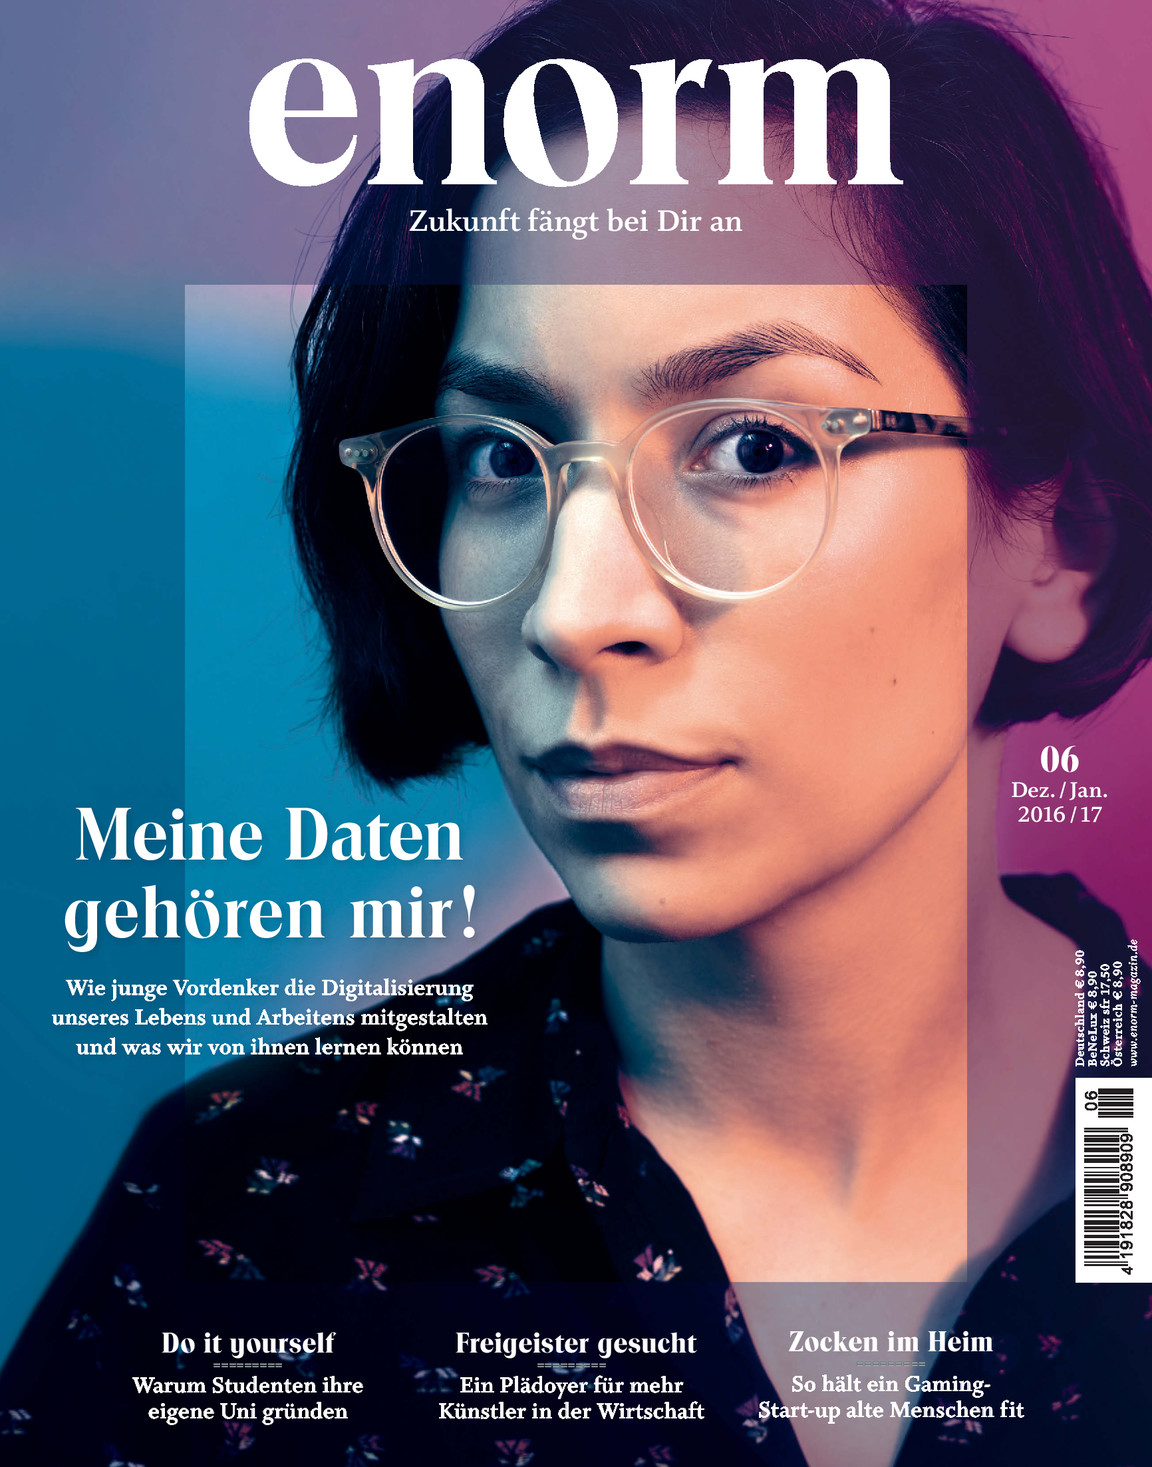 enorm
Zukunft fängt bei Dir an
06
Dez. / Jan.
2016 / 17
Meine Daten
gehören mir!
Wie junge Vordenker die Digitalisierung
unseres Lebens und Arbeitens mitgestalten
und was wir von ihnen lernen können
Deutschland € 8,90
BeNeLux € 8,90
Schweiz sfr 17,50
Österreich € 8,90
www.enorm-magazin.de
06
4 191828 908909
Do it yourself
=========
Warum Studenten ihre
eigene Uni gründen
Freigeister gesucht
=========
Ein Plädoyer für mehr
Künstler in der Wirtschaft
Zocken im Heim
=========
So hält ein Gaming-
Start-up alte Menschen fit